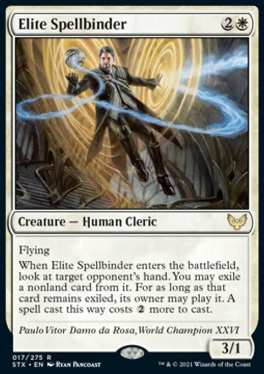 Elite Spellbinder 2
Creature — Human Cleric
Flying
When Elite Spellbinder enters the battlefield,
look at target opponent's hand. You may exile
a nonland card from it. For as long as that
card remains exiled, its owner may play it. A
spell cast this way costs 2 more to cast.
PauloVitor Damo da Rosa, World Champion XXVI
3/1
017/275 R
STX • EN Ryan Pancoast
™ & © 2021 Wizards of the Coast